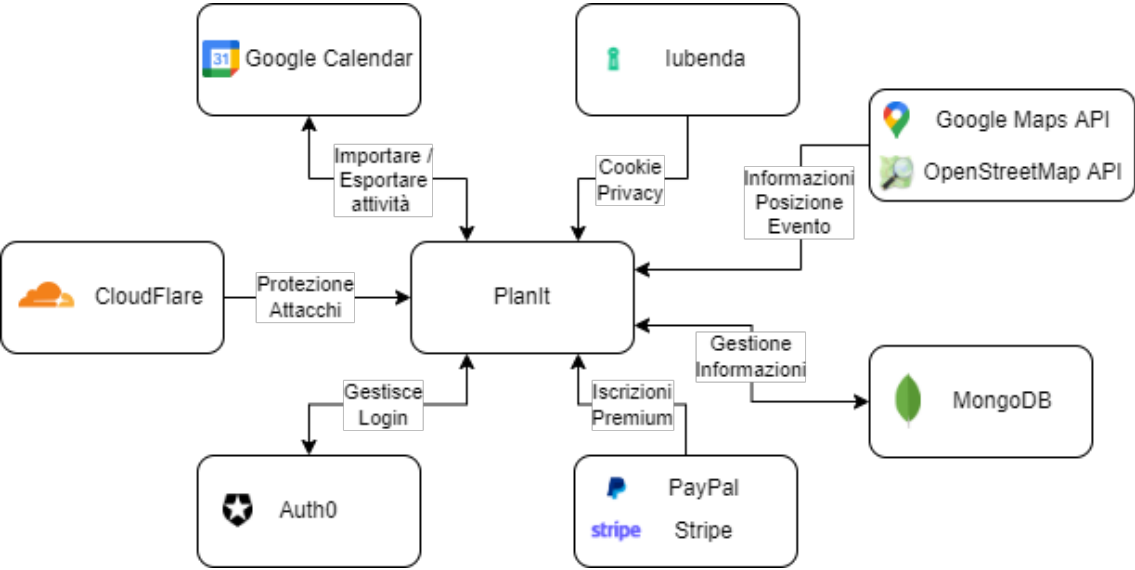 31
Google Calendar
Iubenda
Google Maps API
OpenStreetMap API
Importare /
Esportare
attività
Cookie
Privacy
Informazioni
Posizione
Evento
CloudFlare
Protezione
Attacchi
PlanIt
Gestione
Informazioni
MongoDB
Gestisce
Login
Iscrizioni
Premium
Auth0
PayPal
stripe Stripe